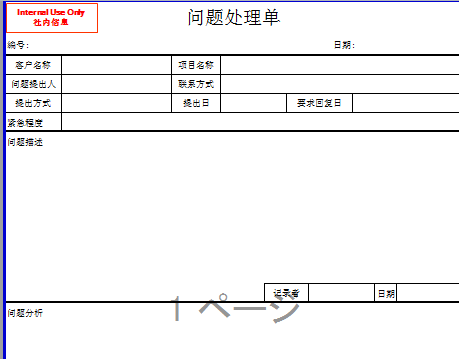 Internal Use Only
社内信息
问题处理单
编号： 日期：
客户名称 项目名称
问题提出人 联系方式
提出方式 提出日 要求回复日
紧急程度
问题描述
记录者 日期
1 ページ
问题分析